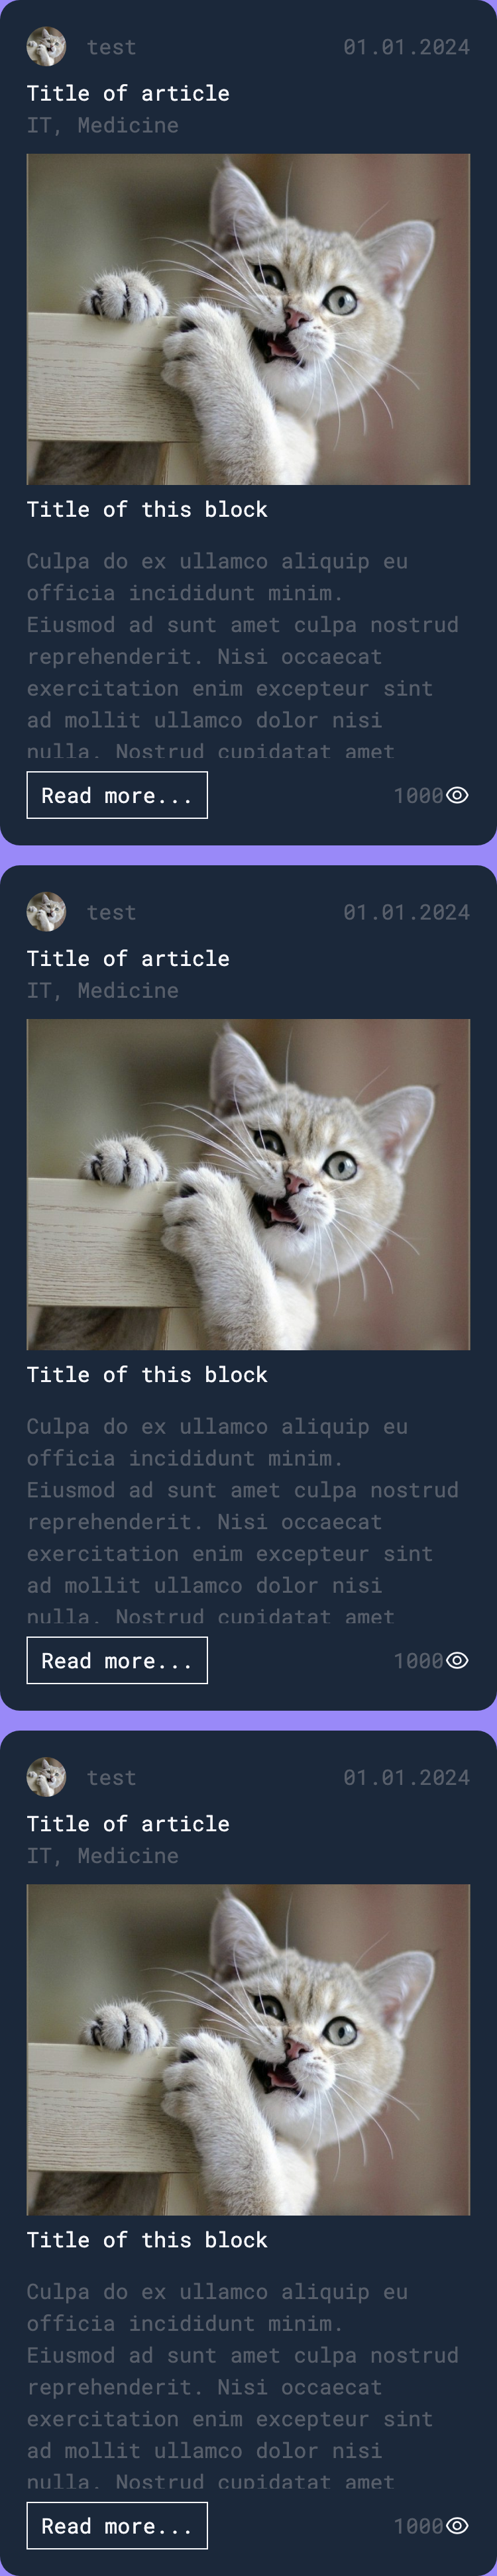 test 01.01.2024
Title of article
IT, Medicine
Title of this block
Culpa do ex ullamco aliquip eu
officia incididunt minim.
Eiusmod ad sunt amet culpa nostrud
reprehenderit. Nisi occaecat
exercitation enim excepteur sint
ad mollit ullamco dolor nisi
nulla. Nostrud cupidatat amet
Read more... 1000
test 01.01.2024
Title of article
IT, Medicine
Title of this block
Culpa do ex ullamco aliquip eu
officia incididunt minim.
Eiusmod ad sunt amet culpa nostrud
reprehenderit. Nisi occaecat
exercitation enim excepteur sint
ad mollit ullamco dolor nisi
nulla. Nostrud cupidatat amet
Read more... 1000
test 01.01.2024
Title of article
IT, Medicine
Title of this block
Culpa do ex ullamco aliquip eu
officia incididunt minim.
Eiusmod ad sunt amet culpa nostrud
reprehenderit. Nisi occaecat
exercitation enim excepteur sint
ad mollit ullamco dolor nisi
nulla. Nostrud cupidatat amet
Read more... 1000